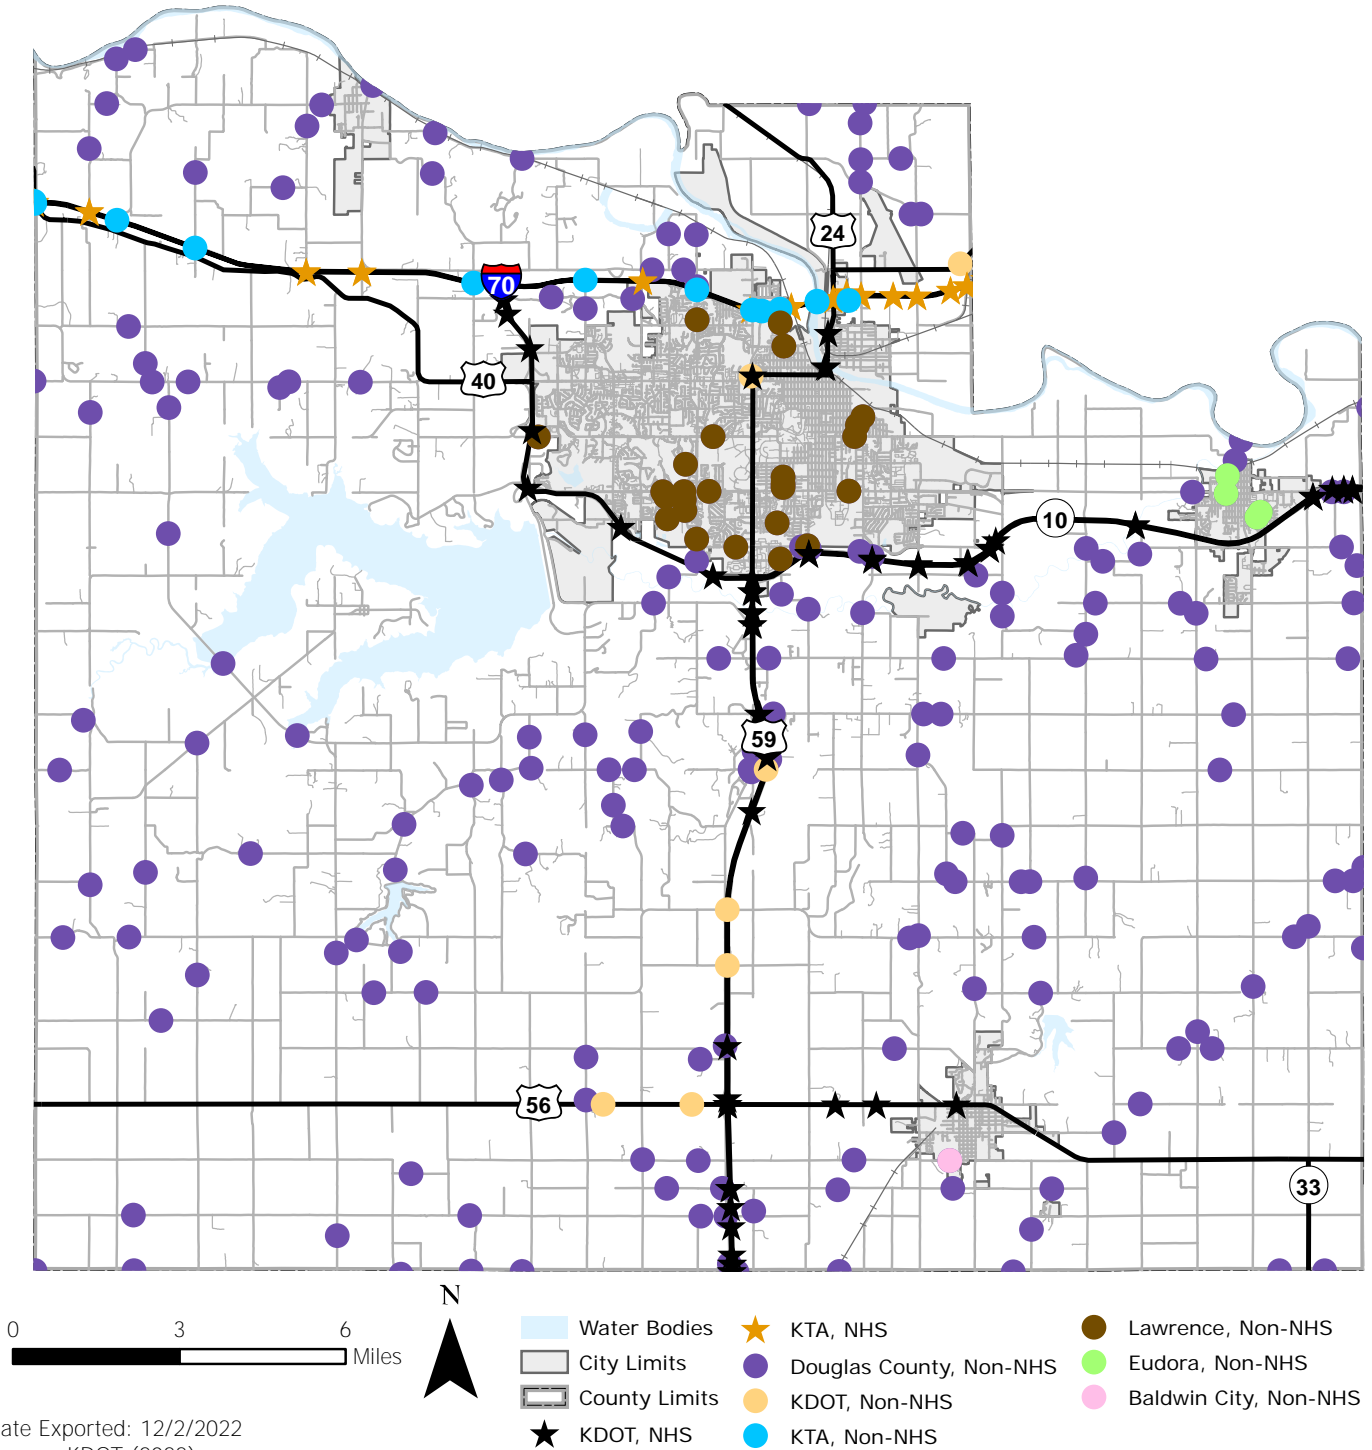 24
70
40
10
59
56
33
N
0 3 6
Miles
Water Bodies
City Limits
County Limits
KDOT, NHS
KTA, NHS
Douglas County, Non-NHS
KDOT, Non-NHS
KTA, Non-NHS
Lawrence, Non-NHS
Eudora, Non-NHS
Baldwin City, Non-NHS
ate Exported: 12/2/2022